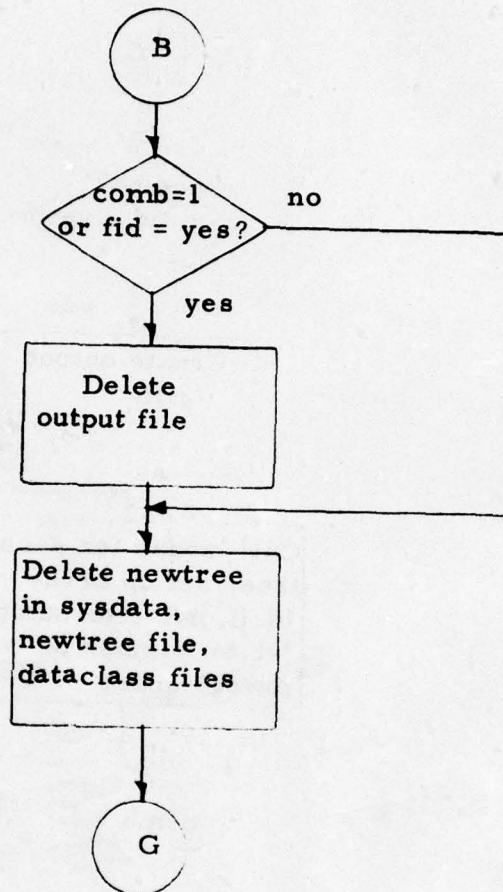 B
comb=1
or fid = yes?
no
yes
Delete
output file
Delete newtree
in sysdata,
newtree file,
dataclass files
G